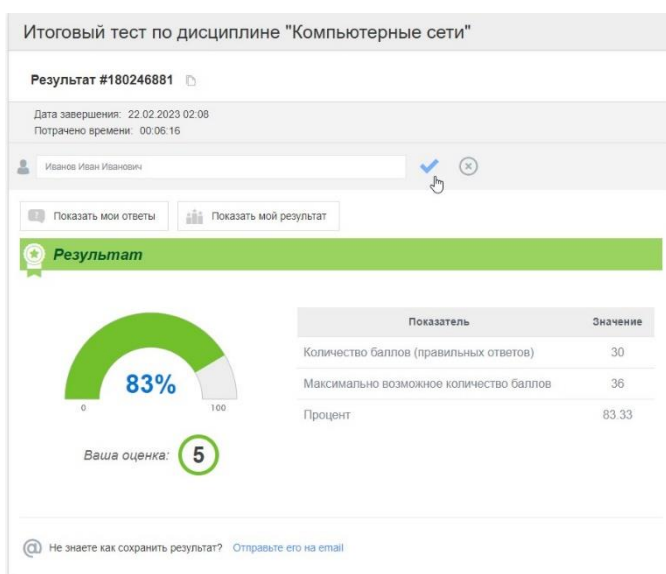 Итоговый тест по дисциплине "Компьютерные сети"
Результат #180246881
Дата завершения: 22.02.2023 02:08
Потрачено времени: 00:06:16
Иванов Иван Иванович
Показать мои ответы Показать мой результат
Результат
Показатель Значение
Количество баллов (правильных ответов) 30
Максимально возможное количество баллов 36
Процент 83.33
83%
0 100
Ваша оценка: 5
@ Не знаете как сохранить результат? Отправьте его на email